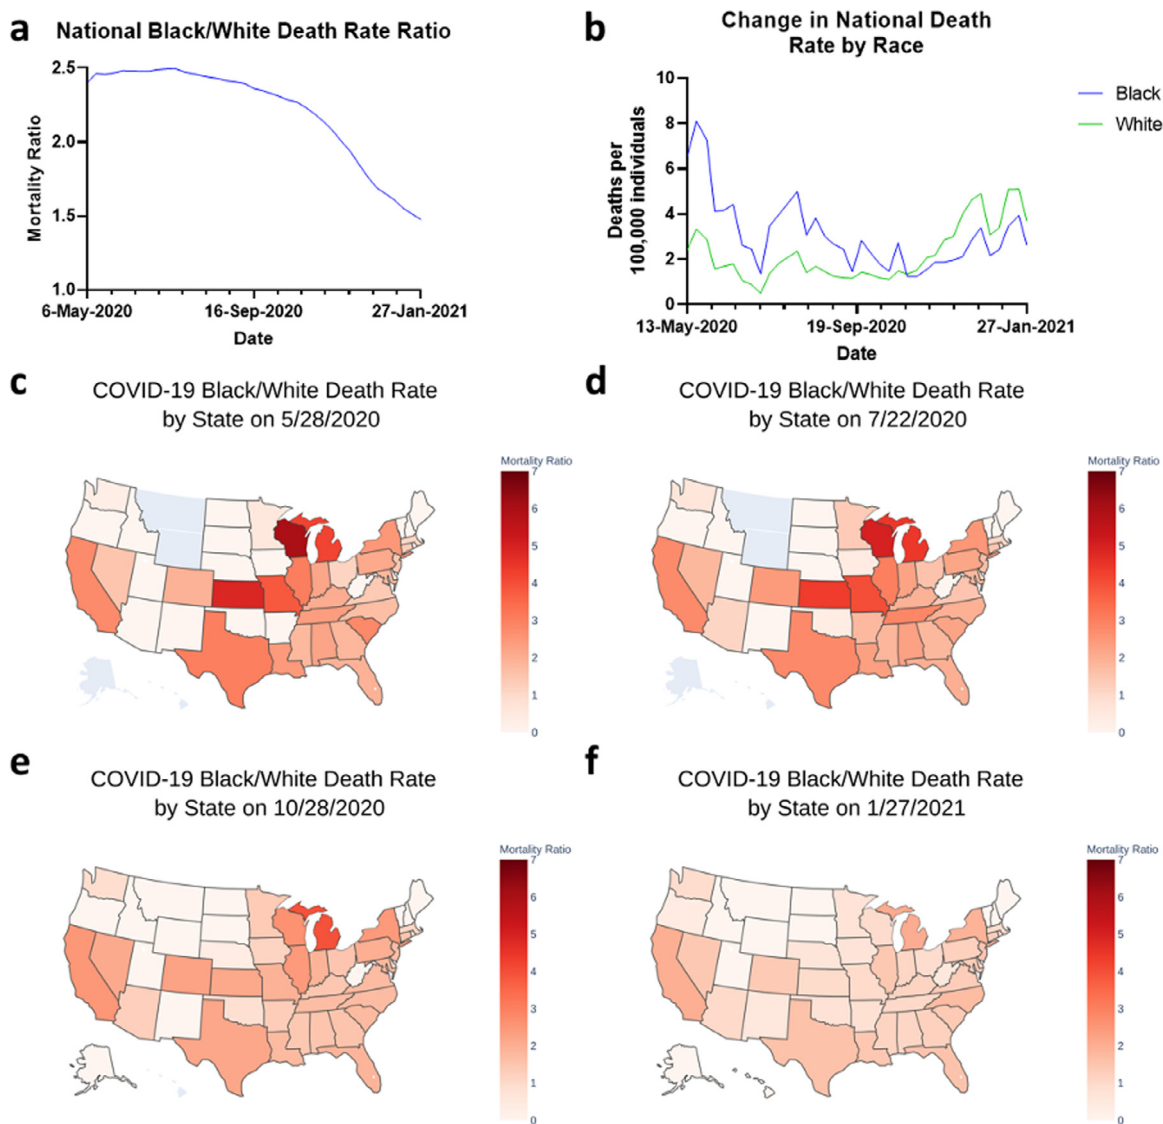 a
National Black/White Death Rate Ratio
Mortality Ratio
2.5
2.0
1.5
1.0
6-May-2020
16-Sep-2020
27-Jan-2021
Date
b
Change in National Death
Rate by Race
Deaths per
100,000 individuals
10
8
6
4
2
0
13-May-2020
19-Sep-2020
27-Jan-2021
Date
Black
White
c
COVID-19 Black/White Death Rate
by State on 5/28/2020
Mortality Ratio
7
6
5
4
3
2
1
0
d
COVID-19 Black/White Death Rate
by State on 7/22/2020
Mortality Ratio
7
6
5
4
3
2
1
0
e
COVID-19 Black/White Death Rate
by State on 10/28/2020
Mortality Ratio
7
6
5
4
3
2
1
0
f
COVID-19 Black/White Death Rate
by State on 1/27/2021
Mortality Ratio
7
6
5
4
3
2
1
0